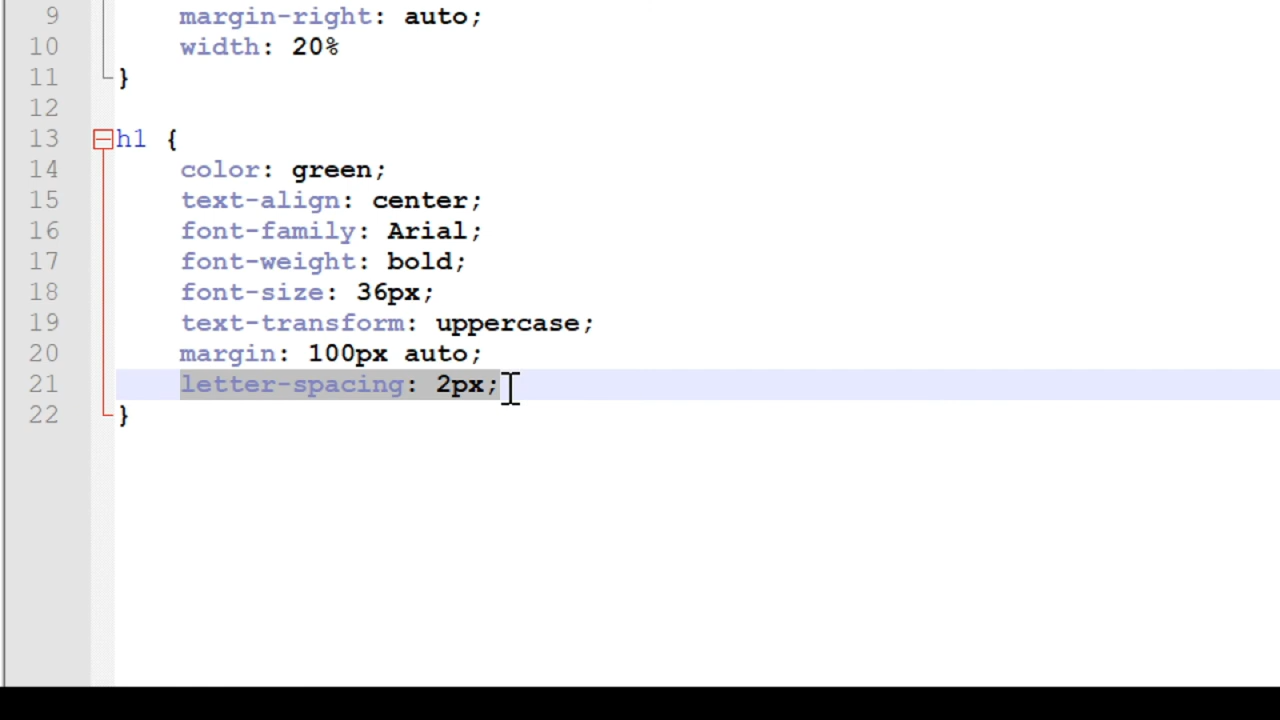 9 margin-right: auto;
10 width: 20%
11 }
12
13 h1 {
14 color: green;
15 text-align: center;
16 font-family: Arial;
17 font-weight: bold;
18 font-size: 36px;
19 text-transform: uppercase;
20 margin: 100px auto;
21 letter-spacing: 2px;
22 }